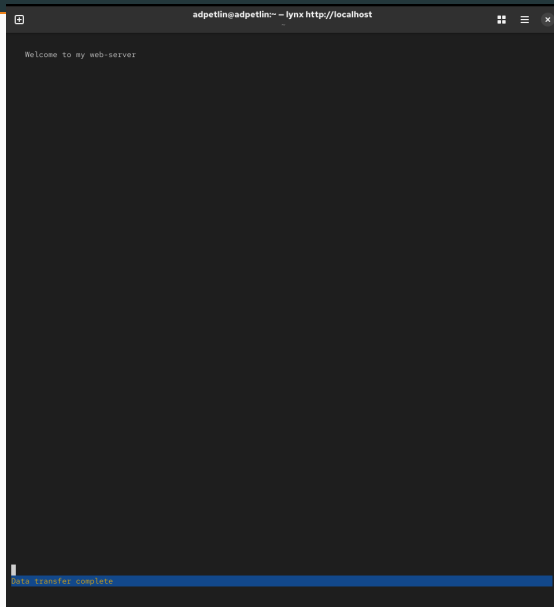 adpetlin@adpetlin:~ — lynx http://localhost
Welcome to my web-server
Data transfer complete